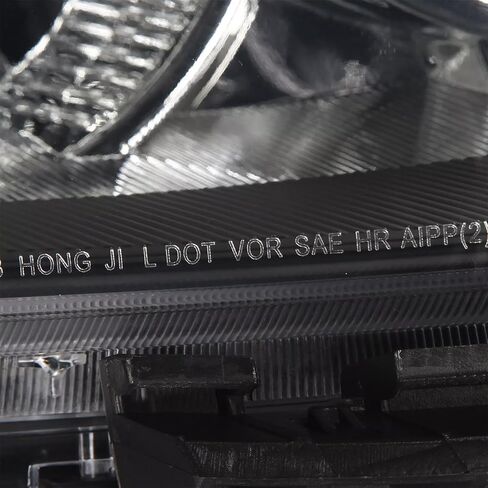 HONG JI L DOT VOR SAE HR AIPP(2)